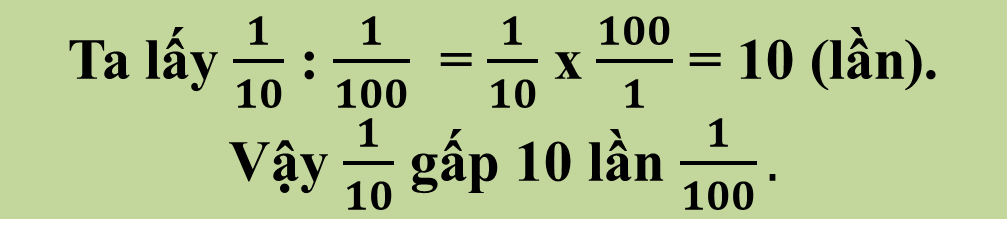 Ta lấy 1/10 : 1/100 = 1/10 x 100/1 = 10 (lần).
Vậy 1/10 gấp 10 lần 1/100 .